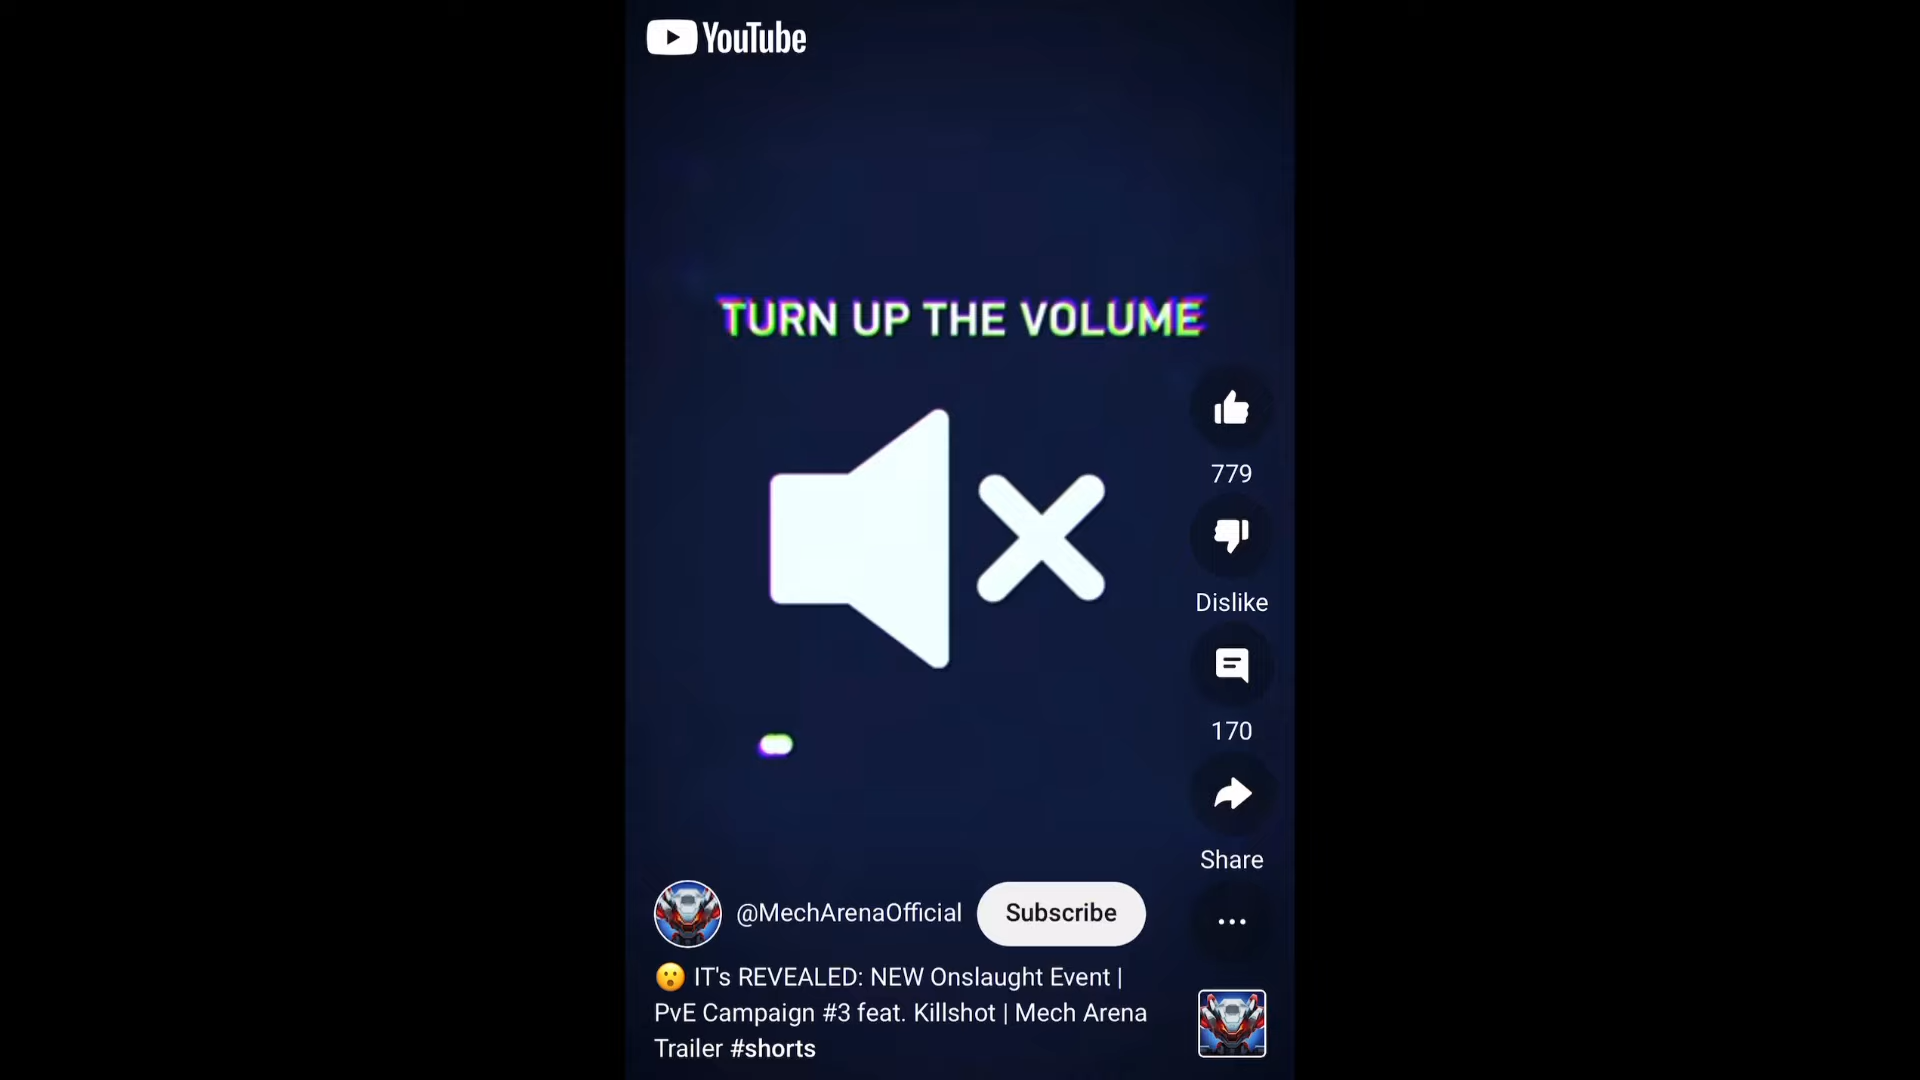 YouTube
TURN UP THE VOLUME
779
Dislike
170
Share
@MechArenaOfficial
Subscribe
😮 IT's REVEALED: NEW Onslaught Event |
PvE Campaign #3 feat. Killshot | Mech Arena
Trailer #shorts